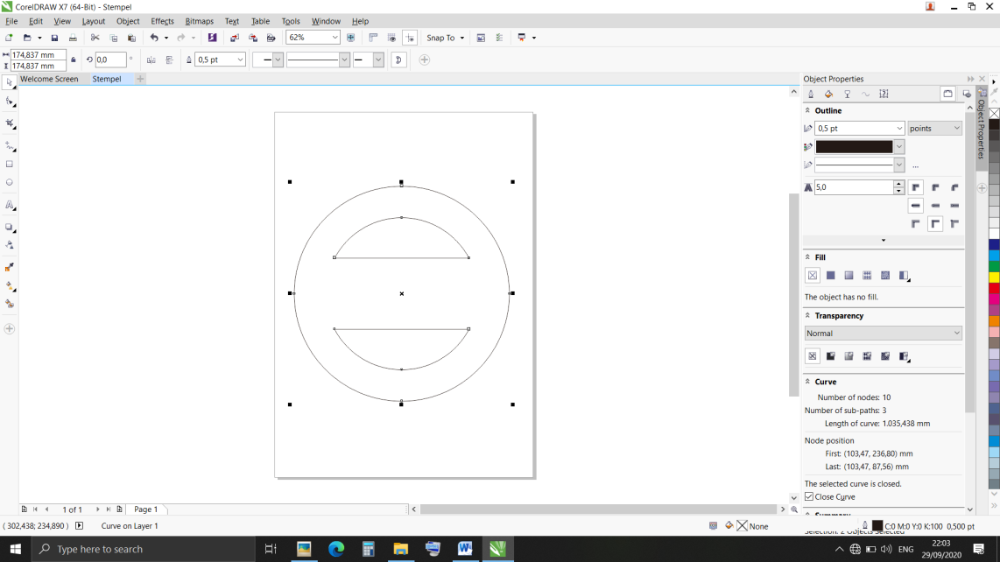 CorelDRAW X7 (64-Bit) - Stempel
File Edit View Layout Object Effects Bitmaps Text Table Tools Window Help
62% Snap To
174,837 mm
174,837 mm
0,0 ° 0,5 pt
Welcome Screen Stempel
Object Properties
Outline
0,5 pt points
...
5,0
Fill
The object has no fill.
Transparency
Normal
Curve
Number of nodes: 10
Number of sub-paths: 3
Length of curve: 1.035,438 mm
Node position
First: (103,47, 236,80) mm
Last: (103,47, 87,56) mm
The selected curve is closed.
Close Curve
Summary
Selection: 2 Objects Selected
Object Properties
1 of 1 Page 1
( 302,438; 234,890 ) Curve on Layer 1 None C:0 M:0 Y:0 K:100 0,500 pt
Type here to search
ENG
22:03
29/09/2020